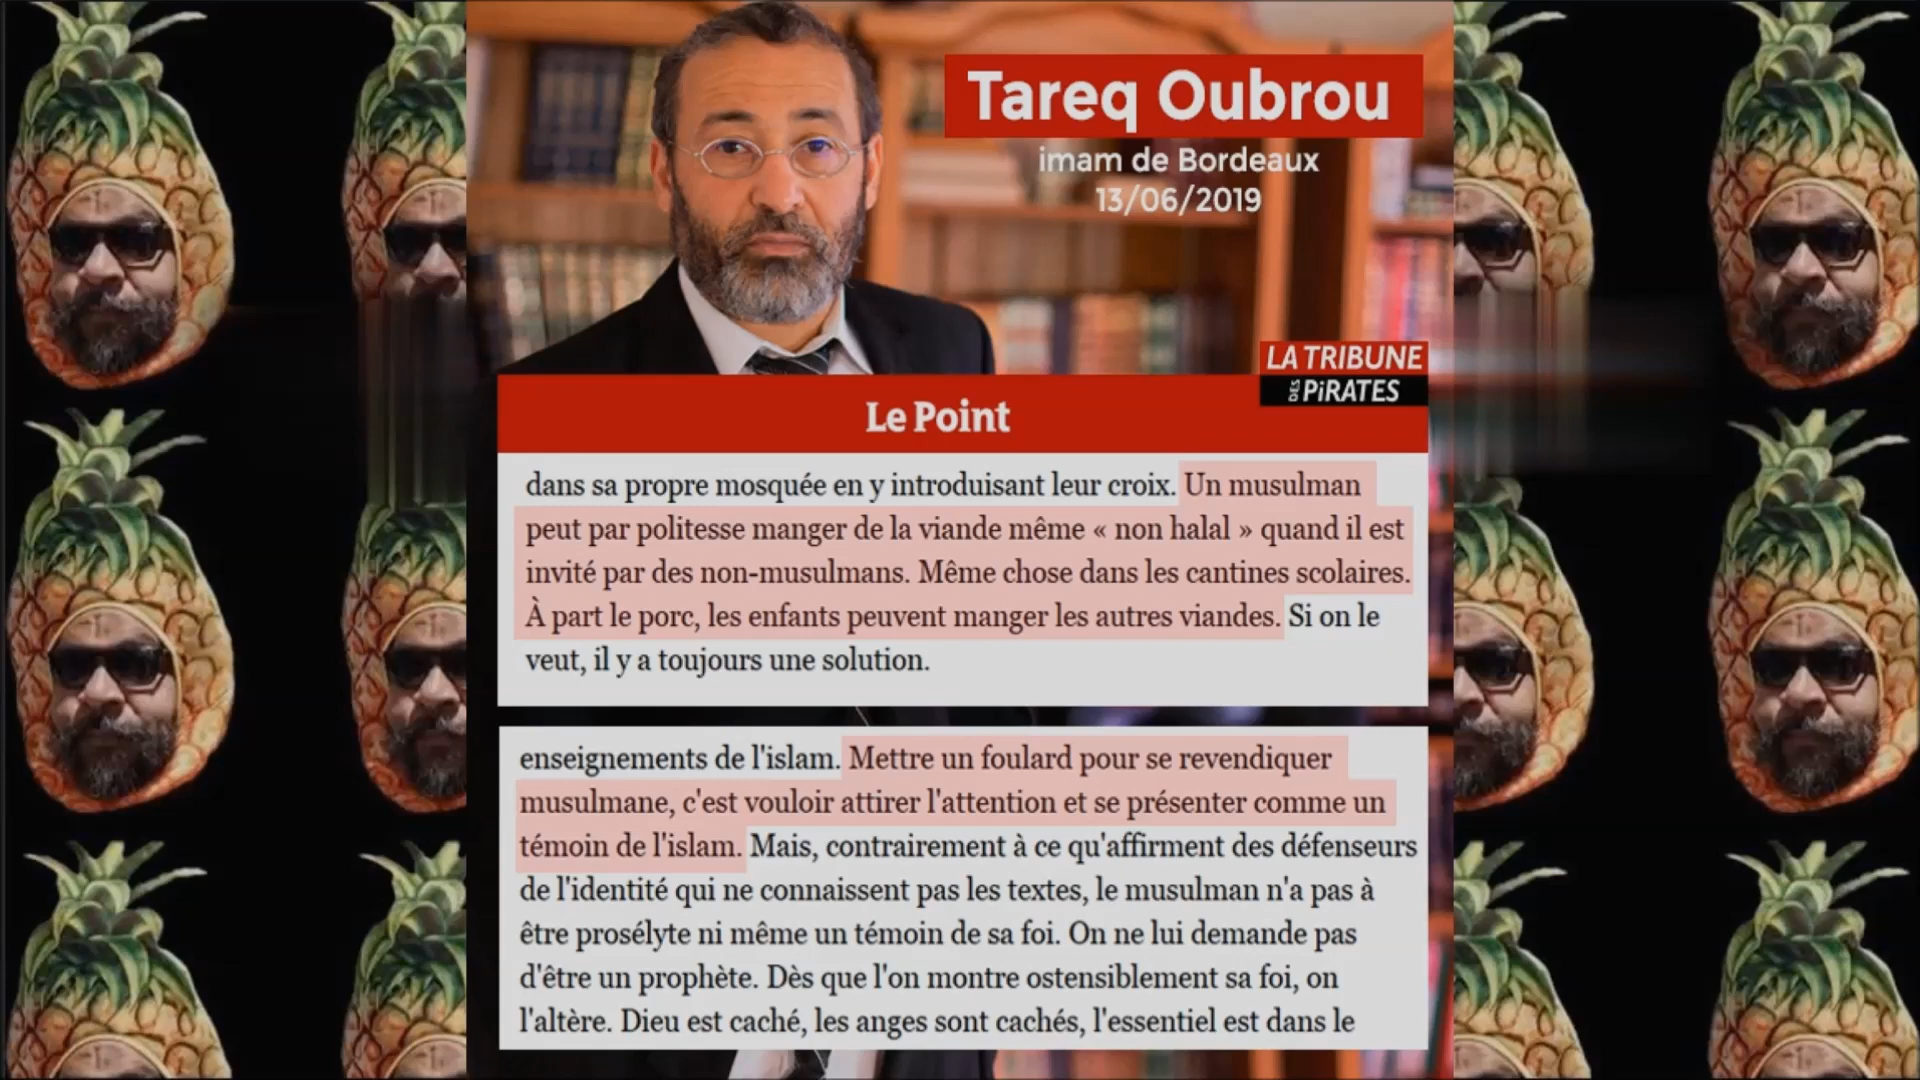 Tareq Oubrou
imam de Bordeaux
13/06/2019
LA TRIBUNE
DES PiRATES
Le Point
dans sa propre mosquée en y introduisant leur croix. Un musulman
peut par politesse manger de la viande même « non halal » quand il est
invité par des non-musulmans. Même chose dans les cantines scolaires.
À part le porc, les enfants peuvent manger les autres viandes. Si on le
veut, il y a toujours une solution.
enseignements de l'islam. Mettre un foulard pour se revendiquer
musulmane, c'est vouloir attirer l'attention et se présenter comme un
témoin de l'islam. Mais, contrairement à ce qu'affirment des défenseurs
de l'identité qui ne connaissent pas les textes, le musulman n'a pas à
être prosélyte ni même un témoin de sa foi. On ne lui demande pas
d'être un prophète. Dès que l'on montre ostensiblement sa foi, on
l'altère. Dieu est caché, les anges sont cachés, l'essentiel est dans le